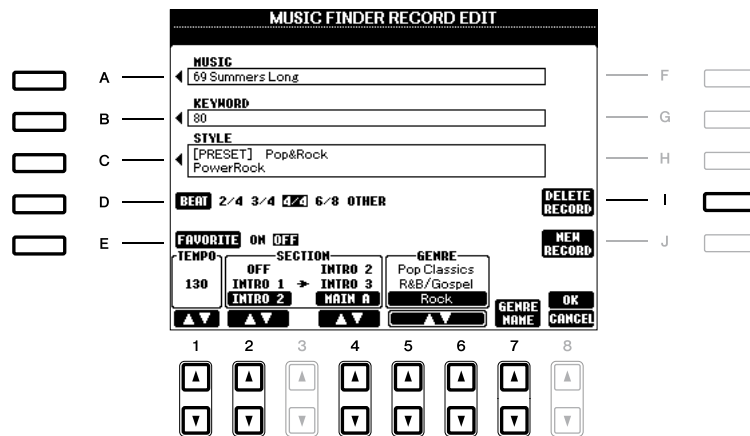 MUSIC FINDER RECORD EDIT
MUSIC
A
69 Summers Long
F
KEYWORD
B
80
G
STYLE
C
[PRESET] Pop&Rock
PowerRock
H
D
BEAT 2/4 3/4 4/4 6/8 OTHER
DELETE
RECORD
I
E
FAVORITE ON OFF
NEW
RECORD
J
TEMPO
SECTION
GENRE
OFF INTRO 2 Pop Classics
130 INTRO 1 → INTRO 3 R&B/Gospel
INTRO 2 MAIN A Rock
GENRE
NAME
OK
CANCEL
▲▼ ▲▼ ▲▼ ▲▼
1 2 3 4 5 6 7 8